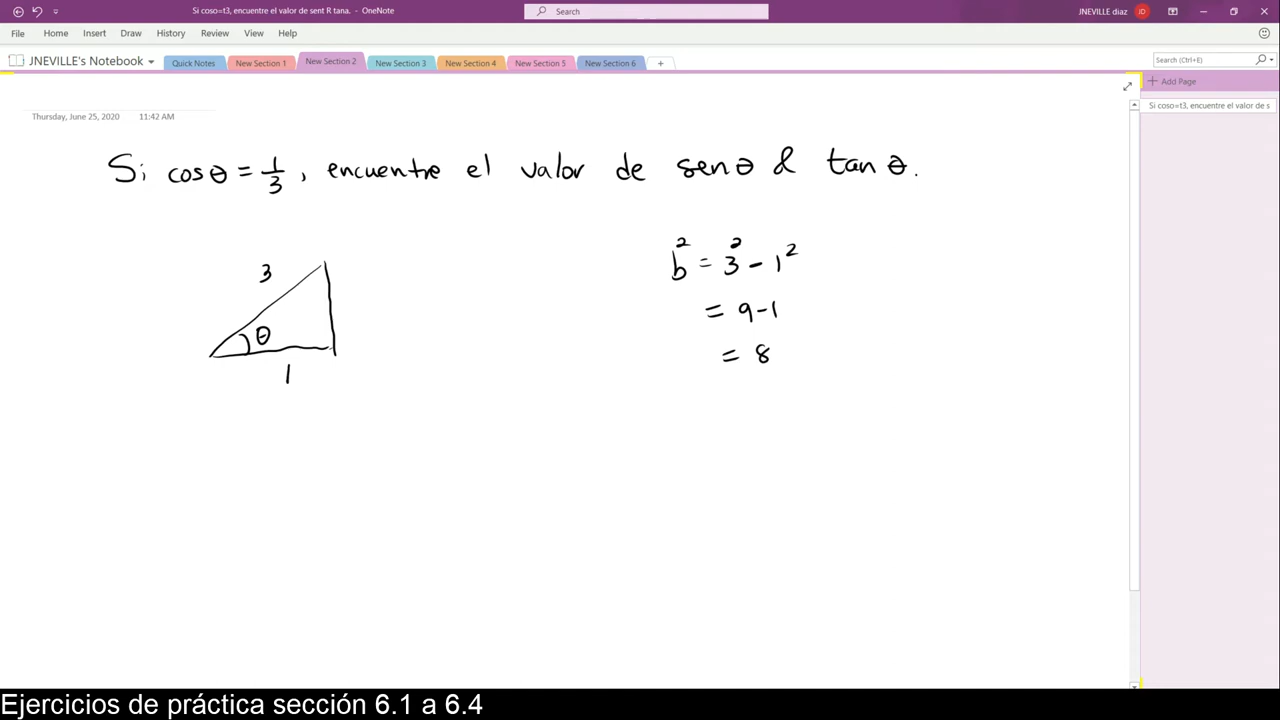 Si coso=t3, encuentre el valor de sent R tana. - OneNote
Search
JNEVILLE diaz
JD
File Home Insert Draw History Review View Help
JNEVILLE's Notebook
Quick Notes New Section 1 New Section 2 New Section 3 New Section 4 New Section 5 New Section 6 +
Search (Ctrl+E)
Add Page
Si coso=t3, encuentre el valor de s
Thursday, June 25, 2020 11:42 AM
Si cos θ = 1/3, encuentre el valor de sen θ & tan θ.
3
θ
1
b² = 3² - 1²
= 9 - 1
= 8
Ejercicios de práctica sección 6.1 a 6.4